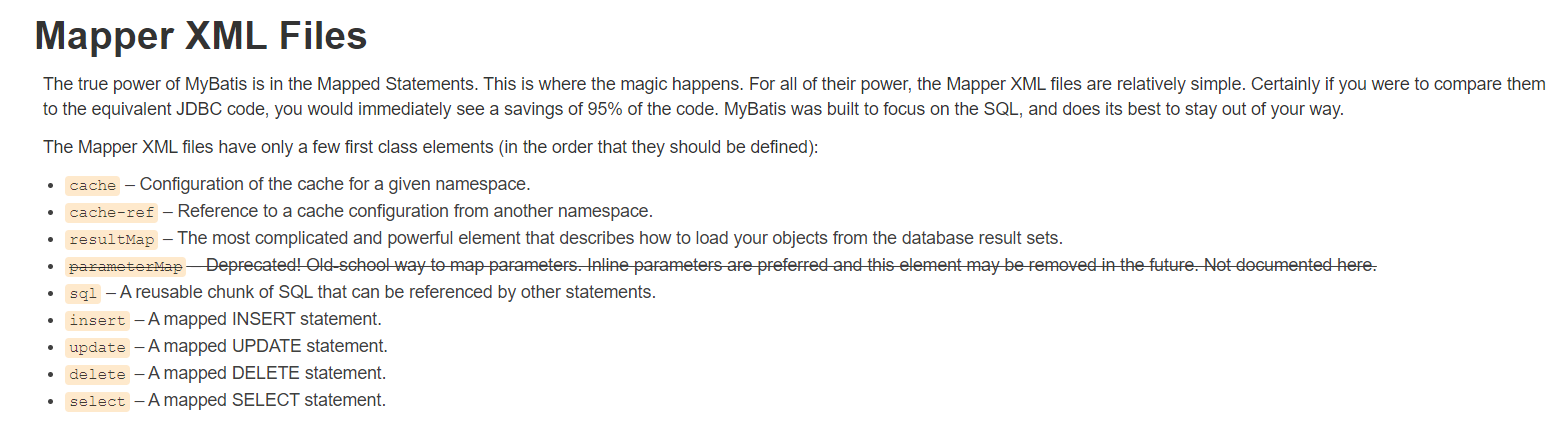 Mapper XML Files
The true power of MyBatis is in the Mapped Statements. This is where the magic happens. For all of their power, the Mapper XML files are relatively simple. Certainly if you were to compare them
to the equivalent JDBC code, you would immediately see a savings of 95% of the code. MyBatis was built to focus on the SQL, and does its best to stay out of your way.
The Mapper XML files have only a few first class elements (in the order that they should be defined):
• cache – Configuration of the cache for a given namespace.
• cache-ref – Reference to a cache configuration from another namespace.
• resultMap – The most complicated and powerful element that describes how to load your objects from the database result sets.
• parameterMap – Deprecated! Old-school way to map parameters. Inline parameters are preferred and this element may be removed in the future. Not documented here.
• sql – A reusable chunk of SQL that can be referenced by other statements.
• insert – A mapped INSERT statement.
• update – A mapped UPDATE statement.
• delete – A mapped DELETE statement.
• select – A mapped SELECT statement.